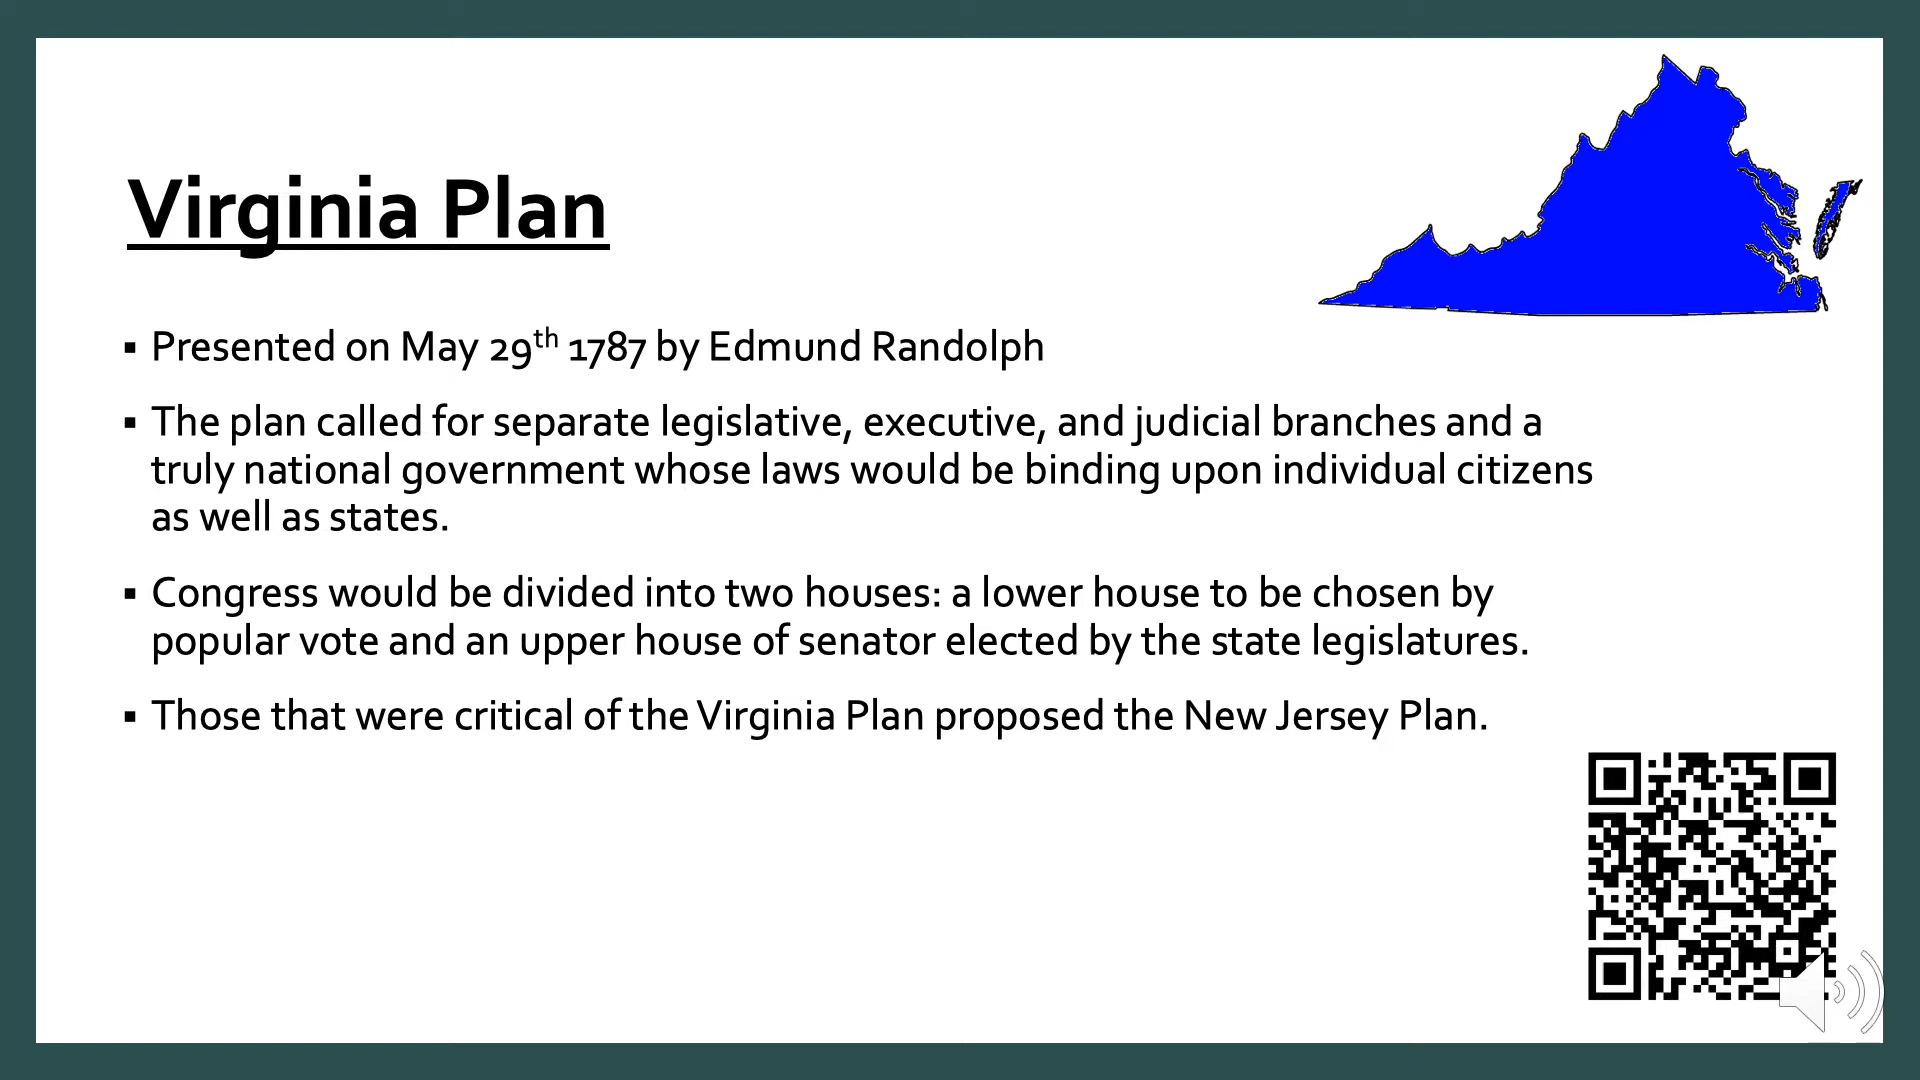 Virginia Plan
▪ Presented on May 29th 1787 by Edmund Randolph
▪ The plan called for separate legislative, executive, and judicial branches and a
truly national government whose laws would be binding upon individual citizens
as well as states.
▪ Congress would be divided into two houses: a lower house to be chosen by
popular vote and an upper house of senator elected by the state legislatures.
▪ Those that were critical of the Virginia Plan proposed the New Jersey Plan.